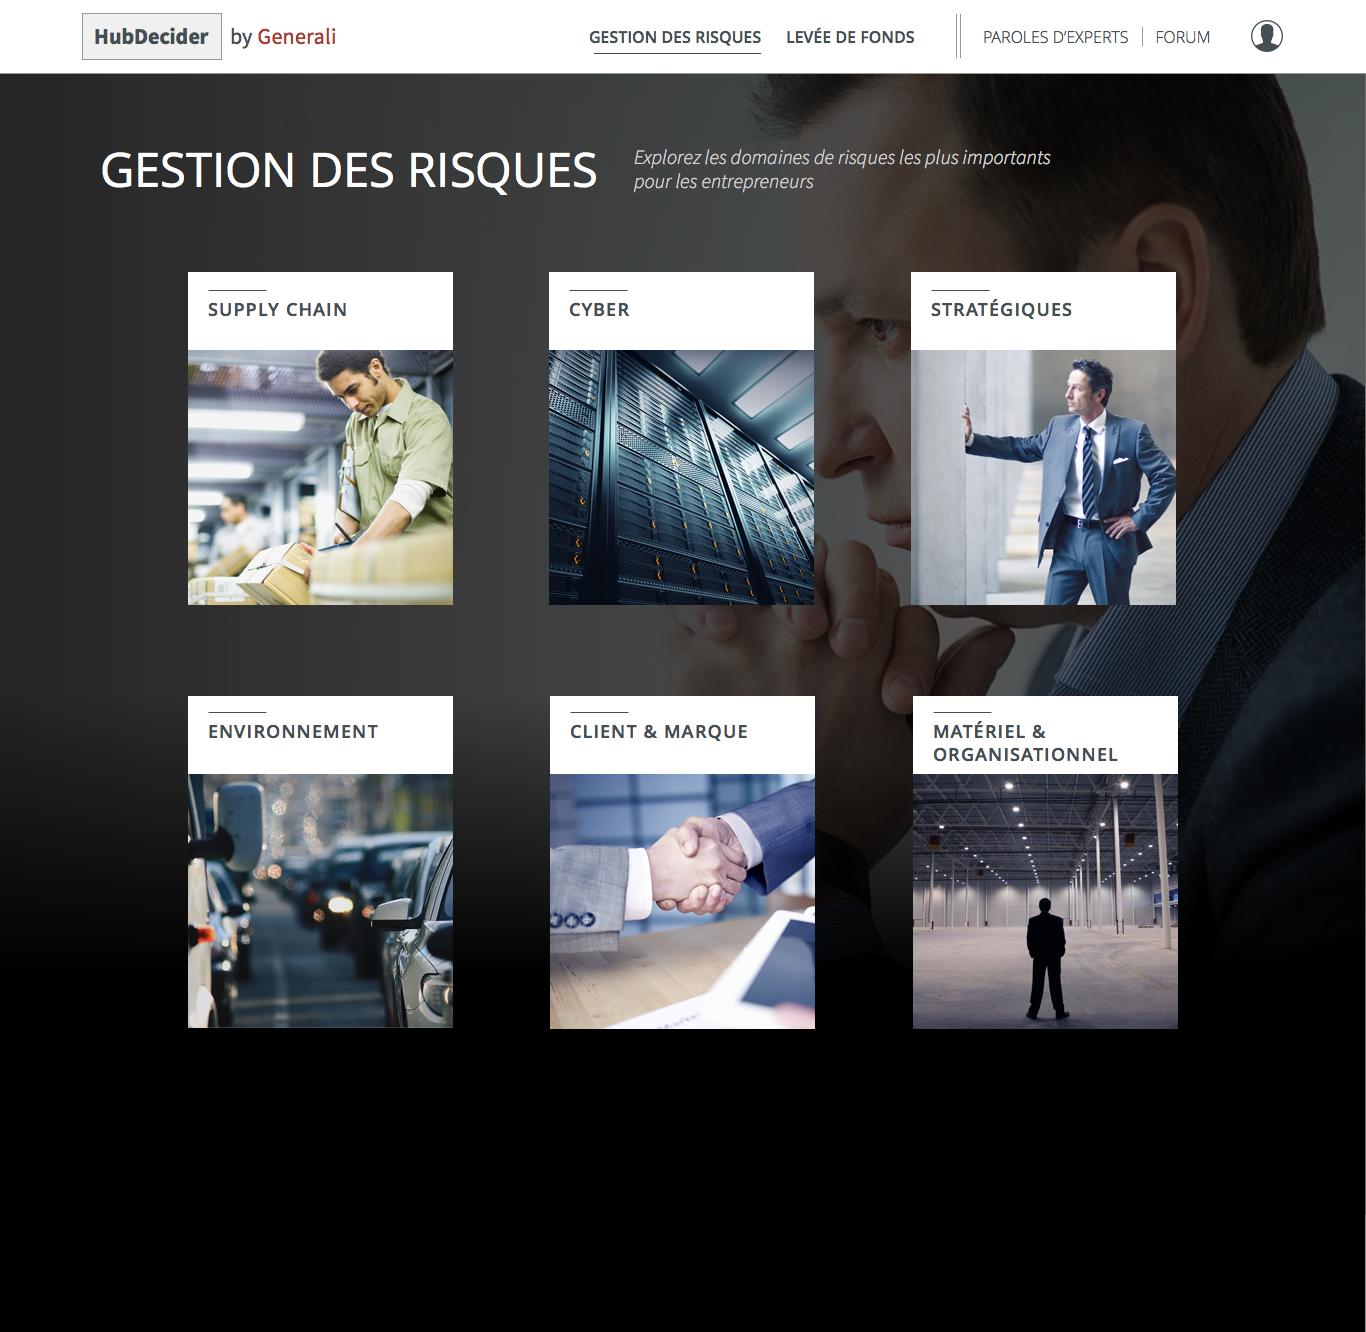 HubDecider by Generali
GESTION DES RISQUES LEVÉE DE FONDS PAROLES D’EXPERTS FORUM
GESTION DES RISQUES
Explorez les domaines de risques les plus importants
pour les entrepreneurs
SUPPLY CHAIN
CYBER
STRATÉGIQUES
ENVIRONNEMENT
CLIENT & MARQUE
MATÉRIEL &
ORGANISATIONNEL